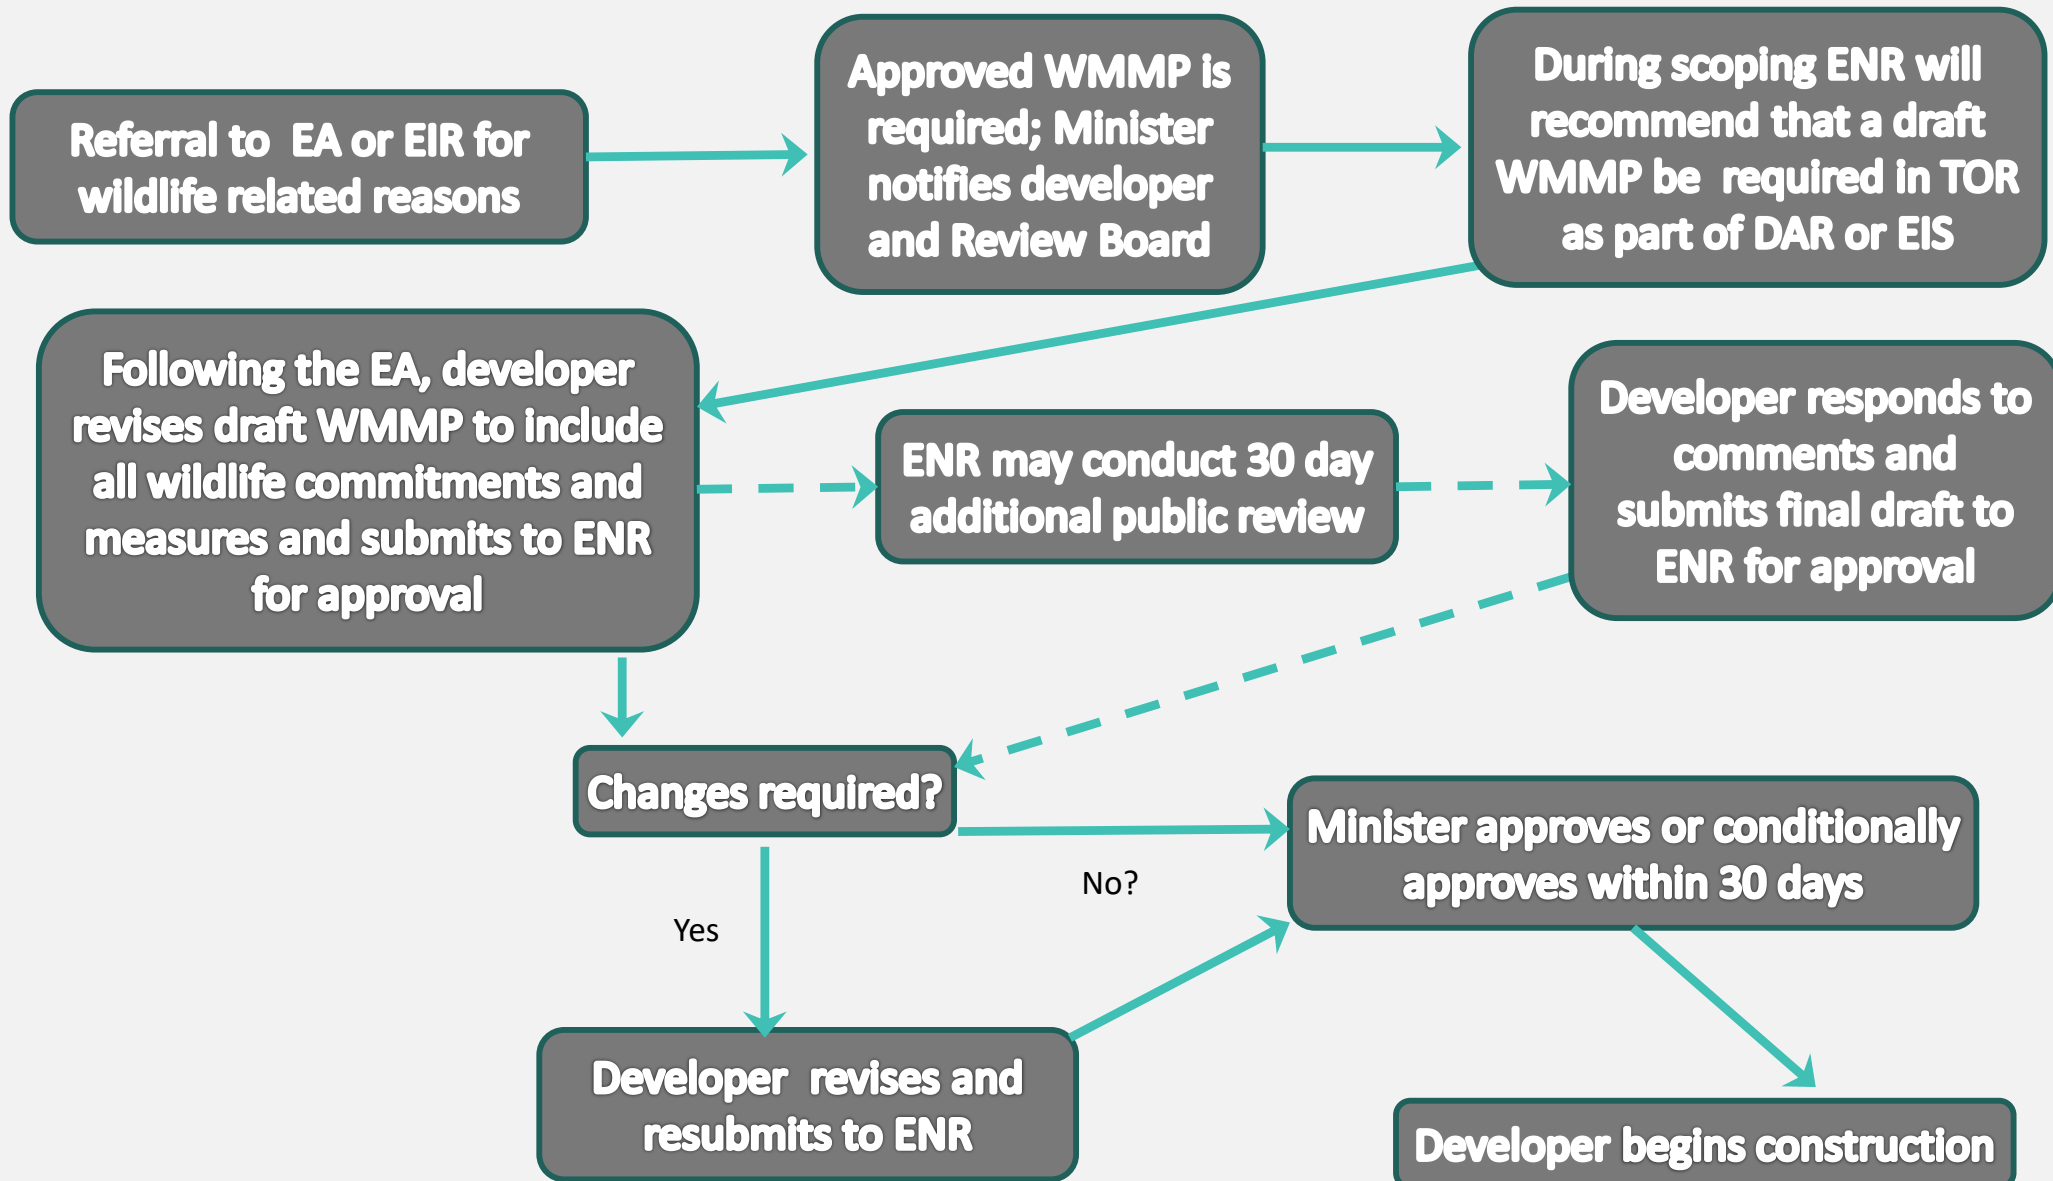 Referral to EA or EIR for
wildlife related reasons
Approved WMMP is
required; Minister
notifies developer
and Review Board
During scoping ENR will
recommend that a draft
WMMP be required in TOR
as part of DAR or EIS
Following the EA, developer
revises draft WMMP to include
all wildlife commitments and
measures and submits to ENR
for approval
ENR may conduct 30 day
additional public review
Developer responds to
comments and
submits final draft to
ENR for approval
Changes required?
No?
Yes
Minister approves or conditionally
approves within 30 days
Developer revises and
resubmits to ENR
Developer begins construction